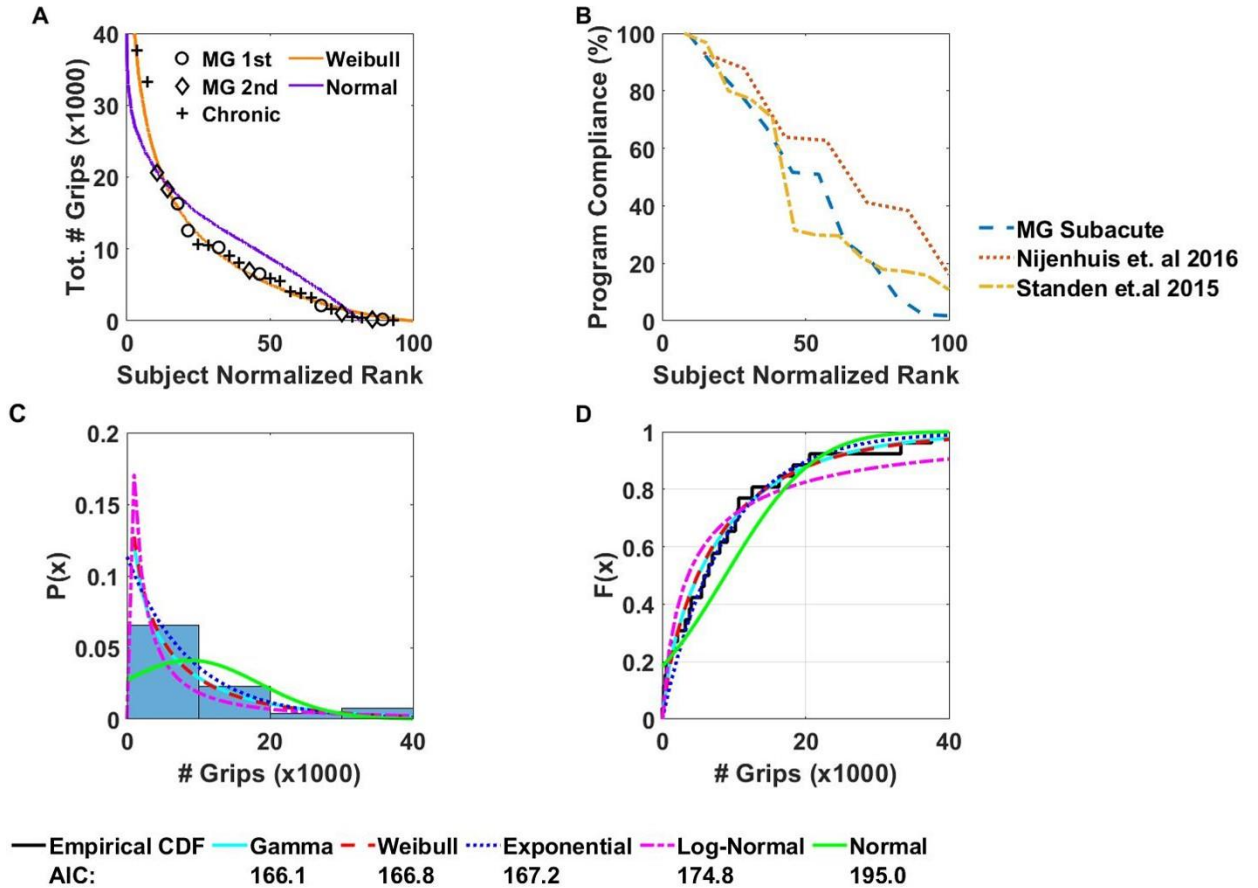 A
Tot. # Grips (x1000)
40
30
20
10
0
0 50 100
Subject Normalized Rank
MG 1st
MG 2nd
Chronic
Weibull
Normal
B
Program Compliance (%)
100
80
60
40
20
0
0 50 100
Subject Normalized Rank
MG Subacute
Nijenhuis et. al 2016
Standen et.al 2015
C
P(x)
0.2
0.15
0.1
0.05
0
0 20 40
# Grips (x1000)
D
F(x)
1
0.8
0.6
0.4
0.2
0
0 20 40
# Grips (x1000)
Empirical CDF Gamma Weibull Exponential Log-Normal Normal
AIC: 166.1 166.8 167.2 174.8 195.0